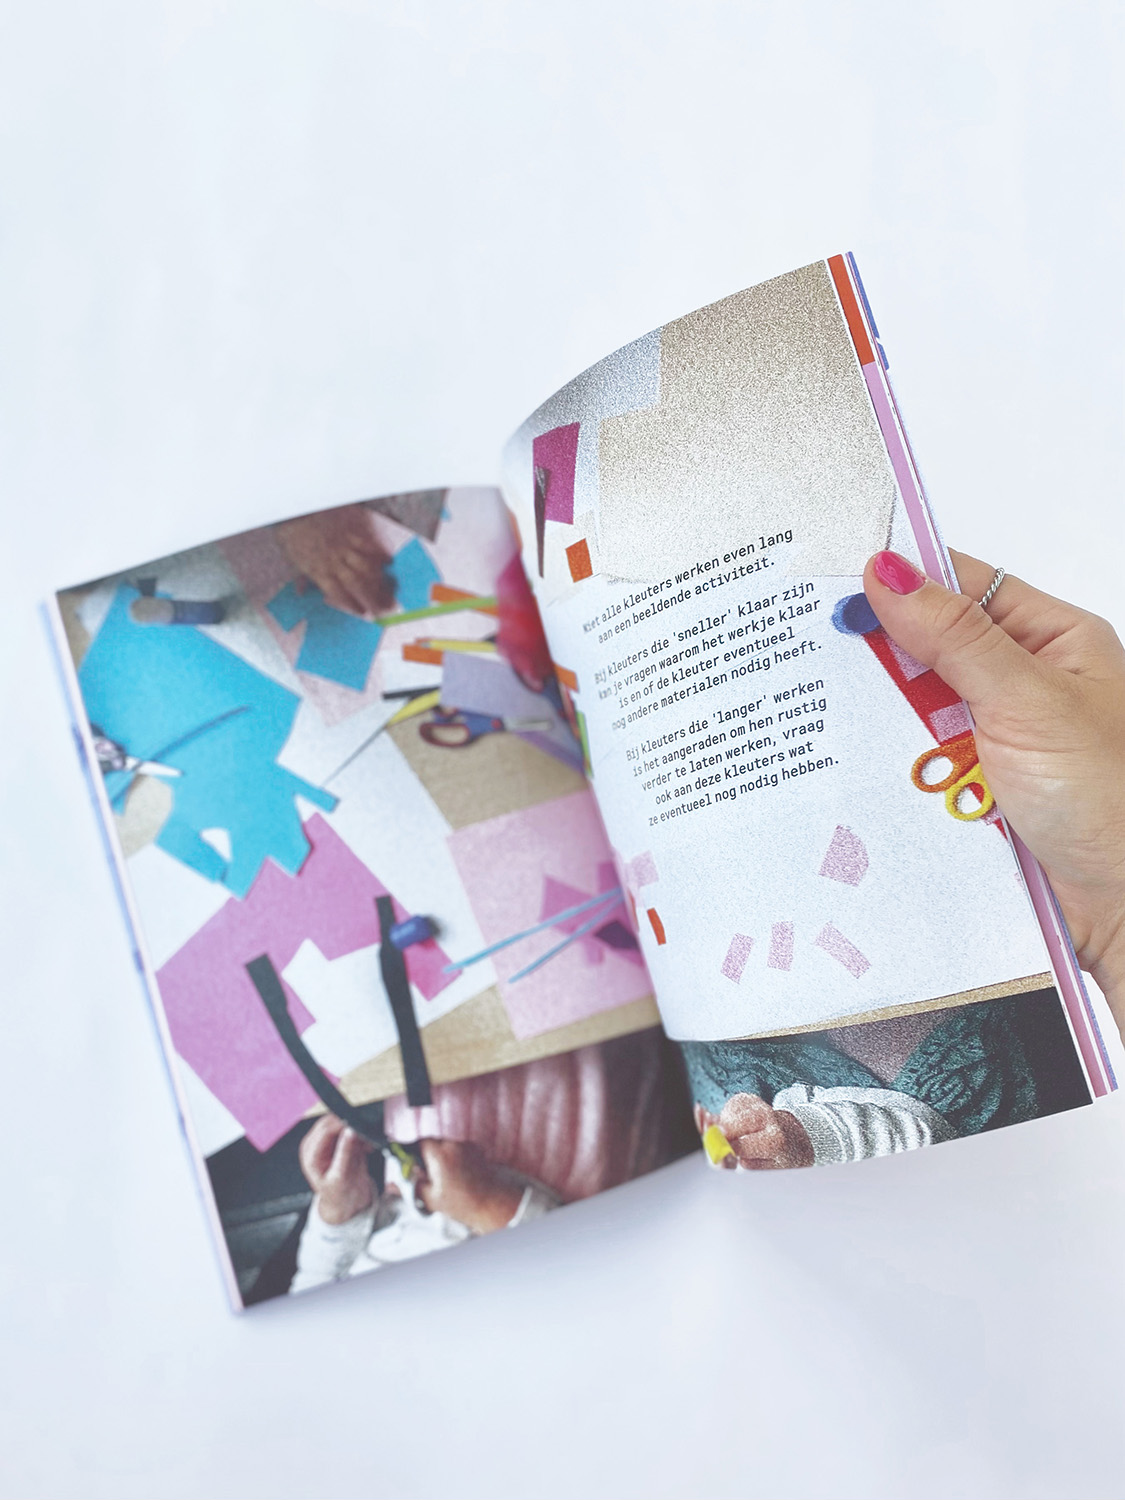 Niet alle kleuters werken even lang
aan een beeldende activiteit.
Bij kleuters die 'sneller' klaar zijn
kan je vragen waarom het werkje klaar
is en of de kleuter eventueel
nog andere materialen nodig heeft.
Bij kleuters die 'langer' werken
is het aangeraden om hen rustig
verder te laten werken, vraag
ook aan deze kleuters wat
ze eventueel nog nodig hebben.